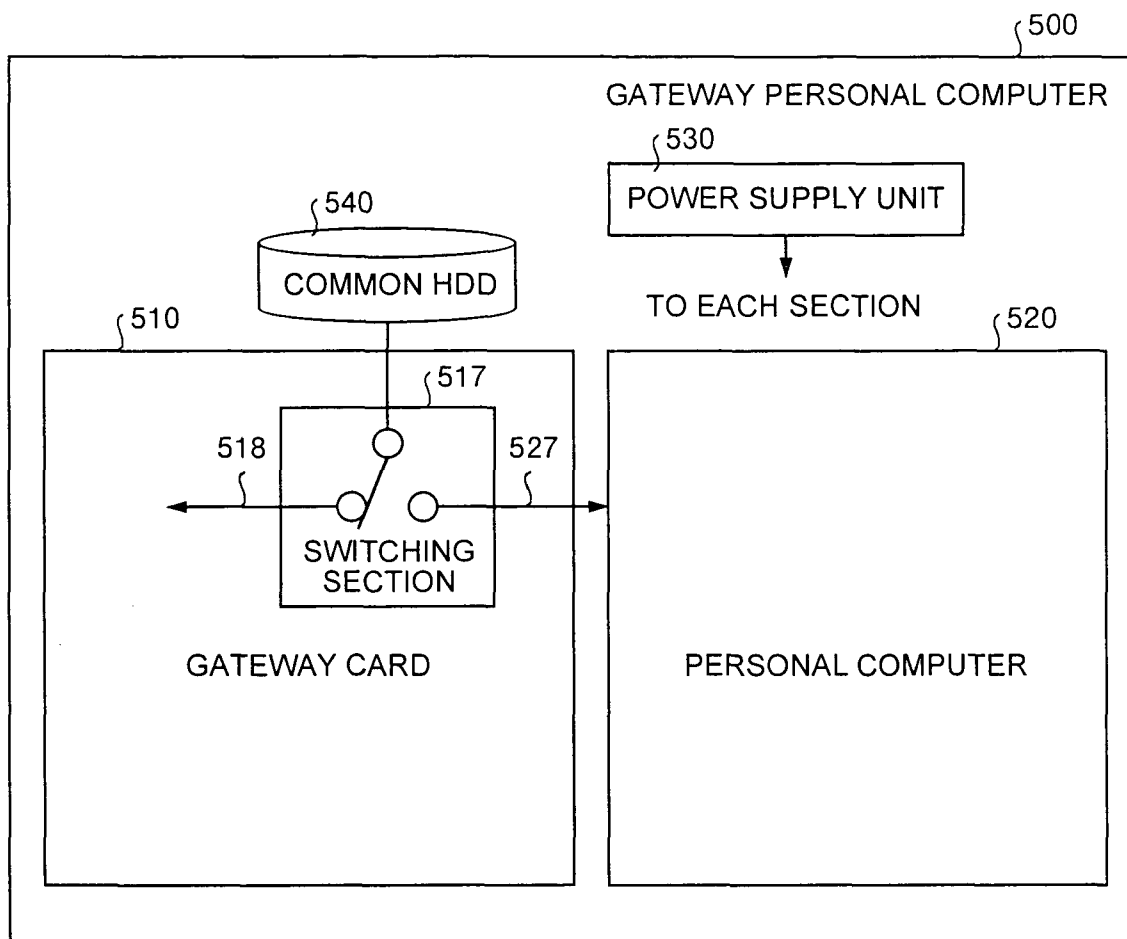 500
GATEWAY PERSONAL COMPUTER
530
POWER SUPPLY UNIT
540
COMMON HDD
TO EACH SECTION
510
520
517
518
527
SWITCHING
SECTION
GATEWAY CARD
PERSONAL COMPUTER